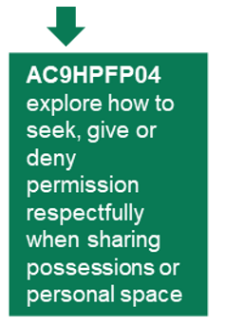 AC9HPFP04
explore how to
seek, give or
deny
permission
respectfully
when sharing
possessions or
personal space